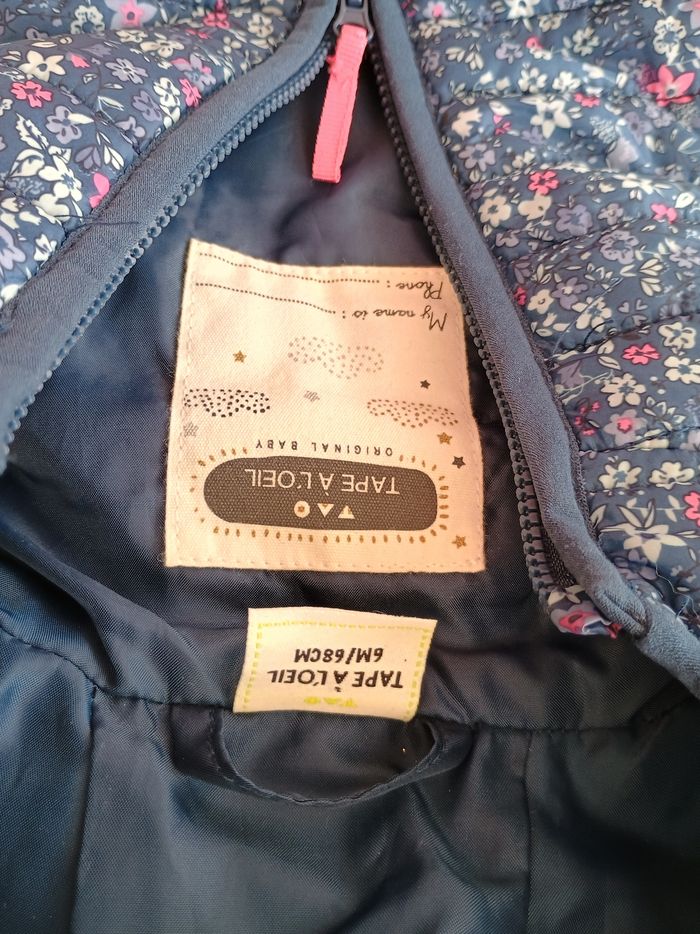 TAPE À L'OEIL
6M/68CM
TAPE À L'OEIL
ORIGINAL BABY
My name is :
Phone :